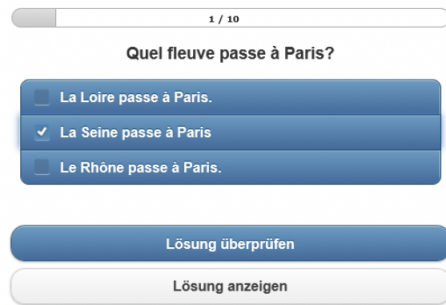 1 / 10
Quel fleuve passe à Paris?
La Loire passe à Paris.
La Seine passe à Paris
Le Rhône passe à Paris.
Lösung überprüfen
Lösung anzeigen